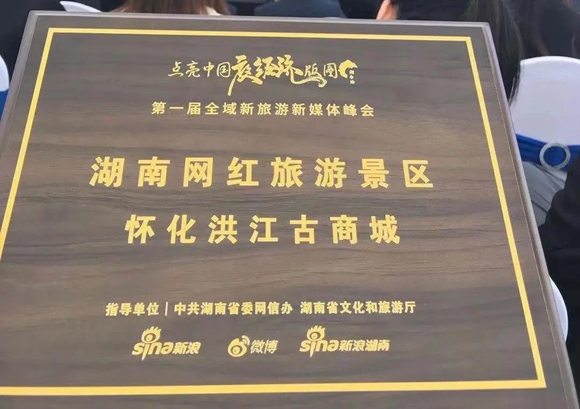 点亮中国夜经济版图
第一届全域新旅游新媒体峰会
湖南网红旅游景区
怀化洪江古商城
指导单位|中共湖南省委网信办 湖南省文化和旅游厅
sina新浪 微博 sina新浪湖南